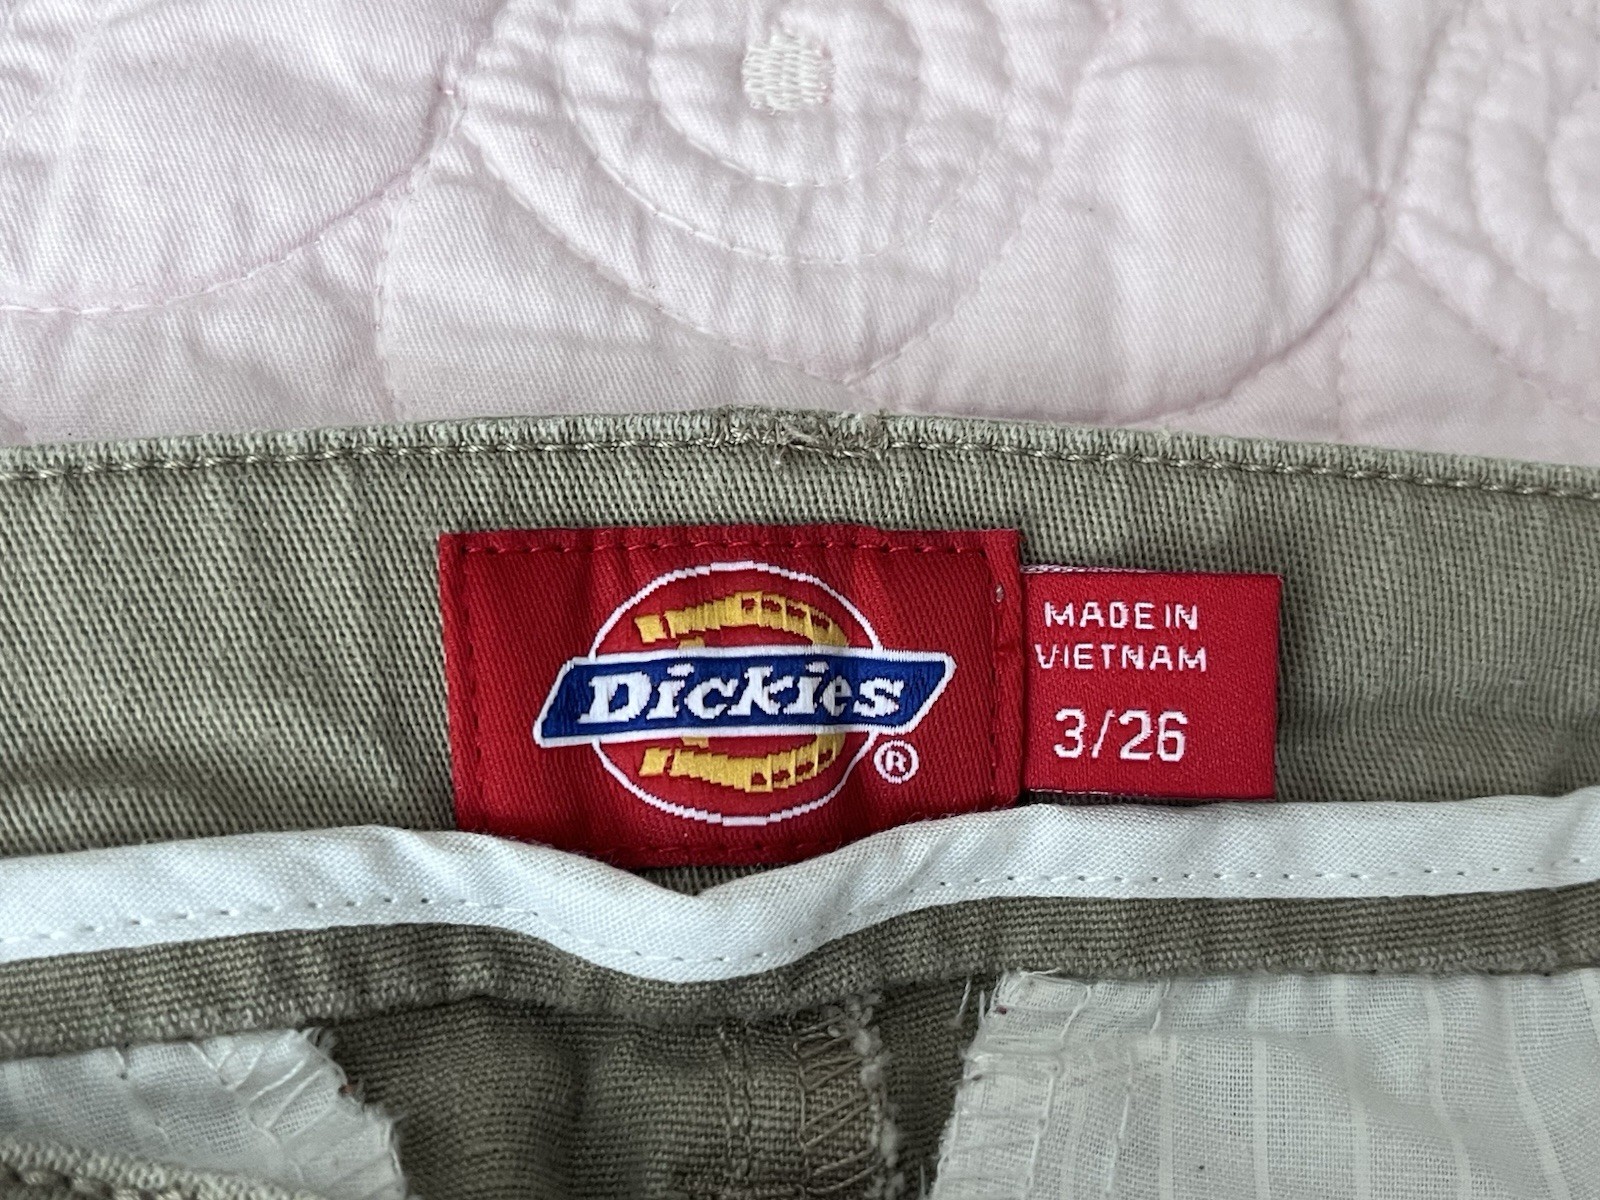 Dickies
®
MADE IN
VIETNAM
3/26